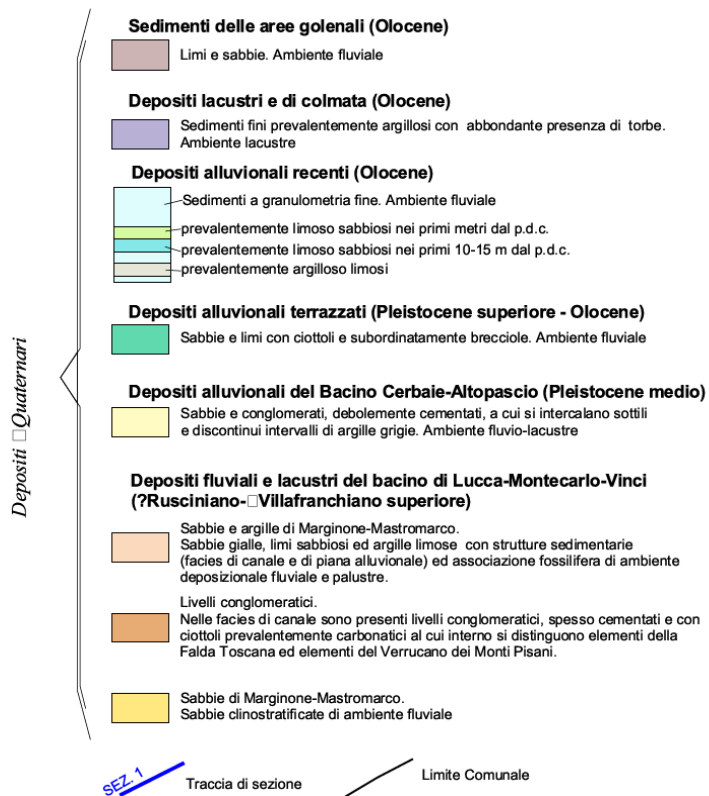 Sedimenti delle aree golenali (Olocene)
Limi e sabbie. Ambiente fluviale
Depositi lacustri e di colmata (Olocene)
Sedimenti fini prevalentemente argillosi con abbondante presenza di torbe.
Ambiente lacustre
Depositi alluvionali recenti (Olocene)
Sedimenti a granulometria fine. Ambiente fluviale
prevalentemente limoso sabbiosi nei primi metri dal p.d.c.
prevalentemente limoso sabbiosi nei primi 10-15 m dal p.d.c.
prevalentemente argilloso limosi
Depositi alluvionali terrazzati (Pleistocene superiore - Olocene)
Sabbie e limi con ciottoli e subordinatamente brecciole. Ambiente fluviale
Depositi □Quaternari
Depositi alluvionali del Bacino Cerbaie-Altopascio (Pleistocene medio)
Sabbie e conglomerati, debolemente cementati, a cui si intercalano sottili
e discontinui intervalli di argille grigie. Ambiente fluvio-lacustre
Depositi fluviali e lacustri del bacino di Lucca-Montecarlo-Vinci
(?Rusciniano-□Villafranchiano superiore)
Sabbie e argille di Marginone-Mastromarco.
Sabbie gialle, limi sabbiosi ed argille limose con strutture sedimentarie
(facies di canale e di piana alluvionale) ed associazione fossilifera di ambiente
deposizionale fluviale e palustre.
Livelli conglomeratici.
Nelle facies di canale sono presenti livelli conglomeratici, spesso cementati e con
ciottoli prevalentemente carbonatici al cui interno si distinguono elementi della
Falda Toscana ed elementi del Verrucano dei Monti Pisani.
Sabbie di Marginone-Mastromarco.
Sabbie clinostratificate di ambiente fluviale
SEZ. 1
Traccia di sezione
Limite Comunale